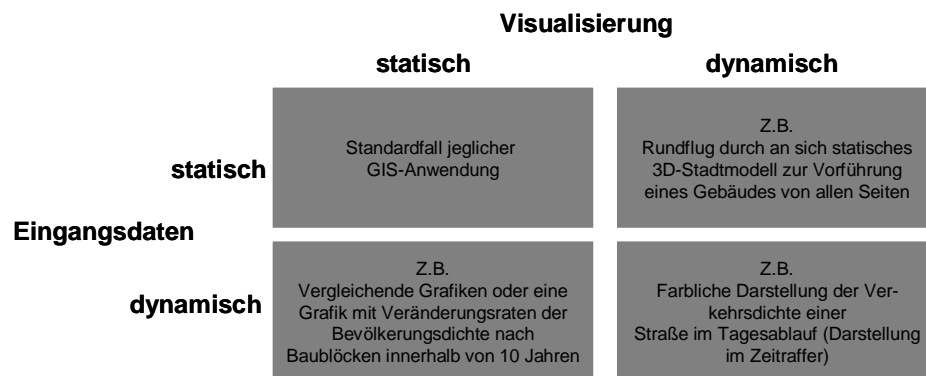 Visualisierung
statisch
dynamisch
statisch
Standardfall jeglicher
GIS-Anwendung
Z.B.
Rundflug durch an sich statisches
3D-Stadtmodell zur Vorführung
eines Gebäudes von allen Seiten
Eingangsdaten
dynamisch
Z.B.
Vergleichende Grafiken oder eine
Grafik mit Veränderungsraten der
Bevölkerungsdichte nach
Baublöcken innerhalb von 10 Jahren
Z.B.
Farbliche Darstellung der Ver-
kehrsdichte einer
Straße im Tagesablauf (Darstellung
im Zeitraffer)